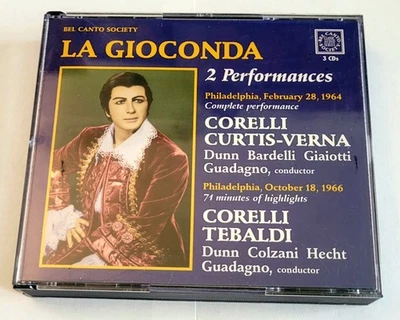 BEL CANTO SOCIETY
LA GIOCONDA
3 CDs
2 Performances
Philadelphia, February 28, 1964
Complete performance
CORELLI
CURTIS-VERNA
Dunn Bardelli Giaiotti
Guadagno, conductor
Philadelphia, October 18, 1966
71 minutes of highlights
CORELLI
TEBALDI
Dunn Colzani Hecht
Guadagno, conductor